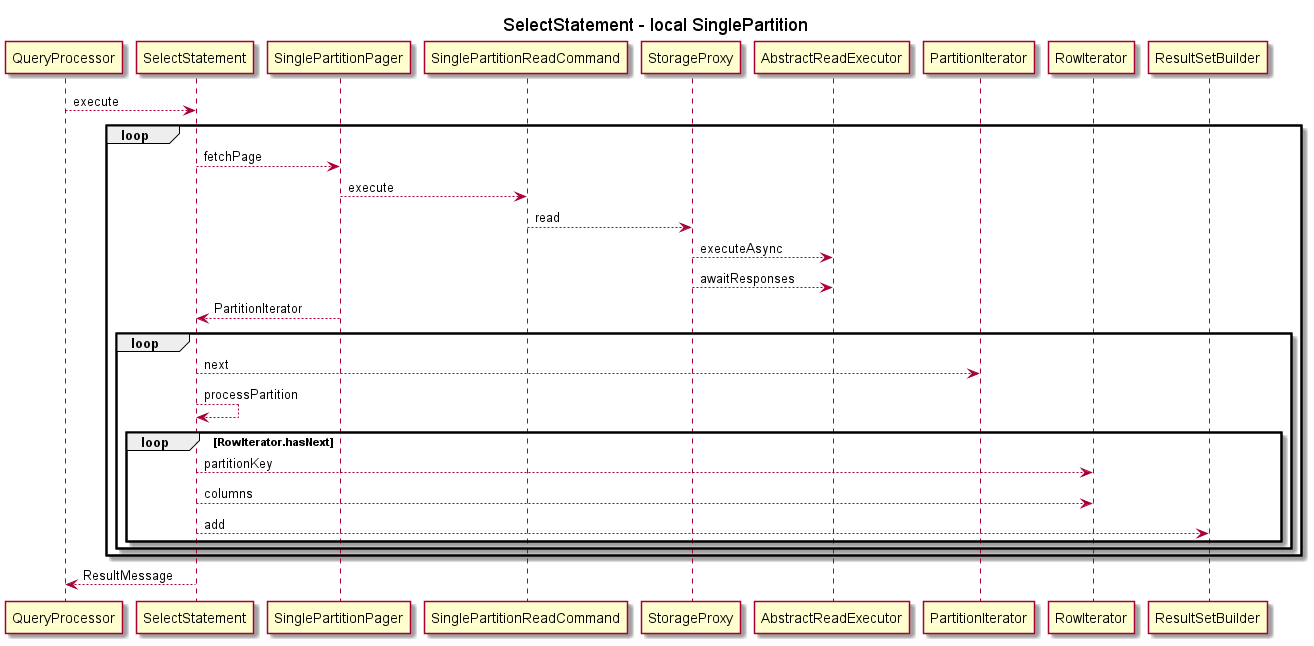 SelectStatement - local SinglePartition
QueryProcessor SelectStatement SinglePartitionPager SinglePartitionReadCommand StorageProxy AbstractReadExecutor PartitionIterator RowIterator ResultSetBuilder
execute
loop
fetchPage
execute
read
executeAsync
awaitResponses
PartitionIterator
loop
next
processPartition
loop [RowIterator.hasNext]
partitionKey
columns
add
ResultMessage
QueryProcessor SelectStatement SinglePartitionPager SinglePartitionReadCommand StorageProxy AbstractReadExecutor PartitionIterator RowIterator ResultSetBuilder